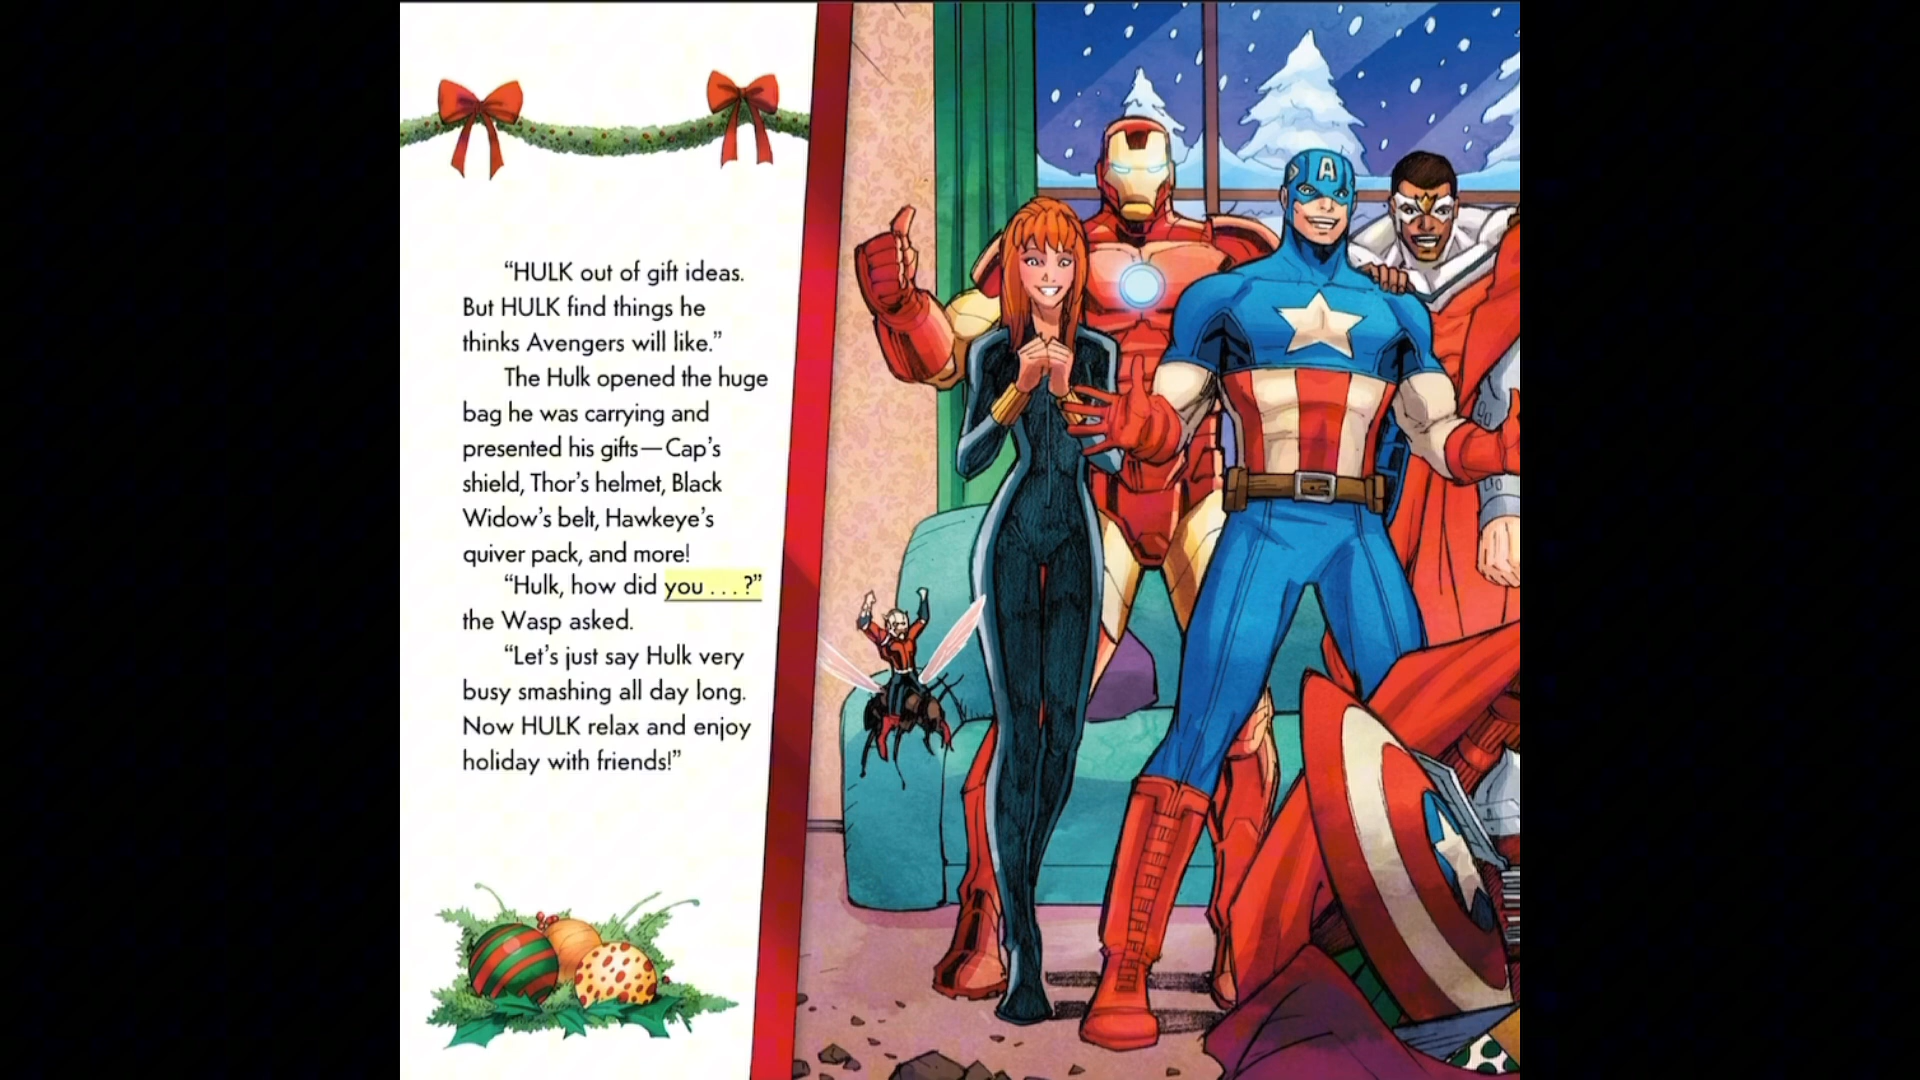 “HULK out of gift ideas.
But HULK find things he
thinks Avengers will like.”
The Hulk opened the huge
bag he was carrying and
presented his gifts—Cap’s
shield, Thor’s helmet, Black
Widow’s belt, Hawkeye’s
quiver pack, and more!
“Hulk, how did you . . . ?”
the Wasp asked.
“Let’s just say Hulk very
busy smashing all day long.
Now HULK relax and enjoy
holiday with friends!”
A